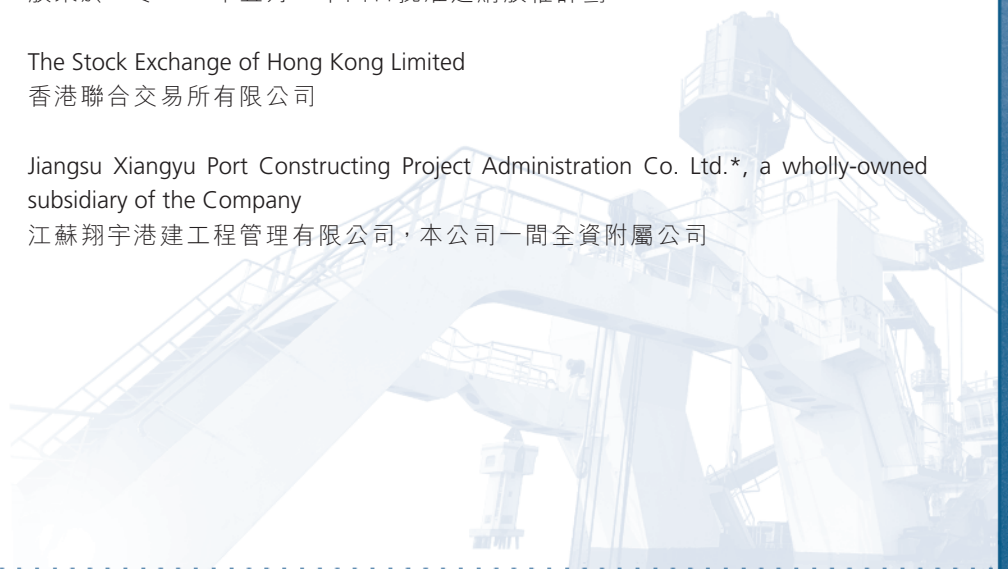 The Stock Exchange of Hong Kong Limited
香港聯合交易所有限公司
Jiangsu Xiangyu Port Constructing Project Administration Co. Ltd.*, a wholly-owned
subsidiary of the Company
江蘇翔宇港建工程管理有限公司，本公司一間全資附屬公司